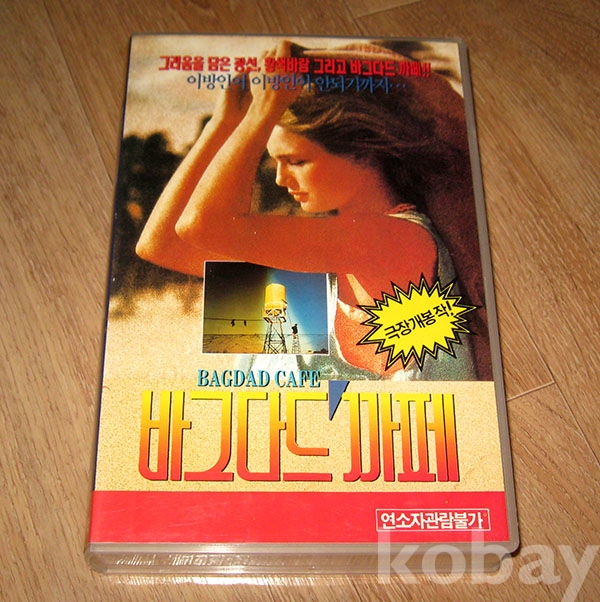 그리움을 담은 광선, 황색바람 그리고 바그다드 까페!!
이방인이 이방인이 안되기까지...
극장개봉작!
BAGDAD CAFE
바그다드 까페
연소자관람불가
kobay